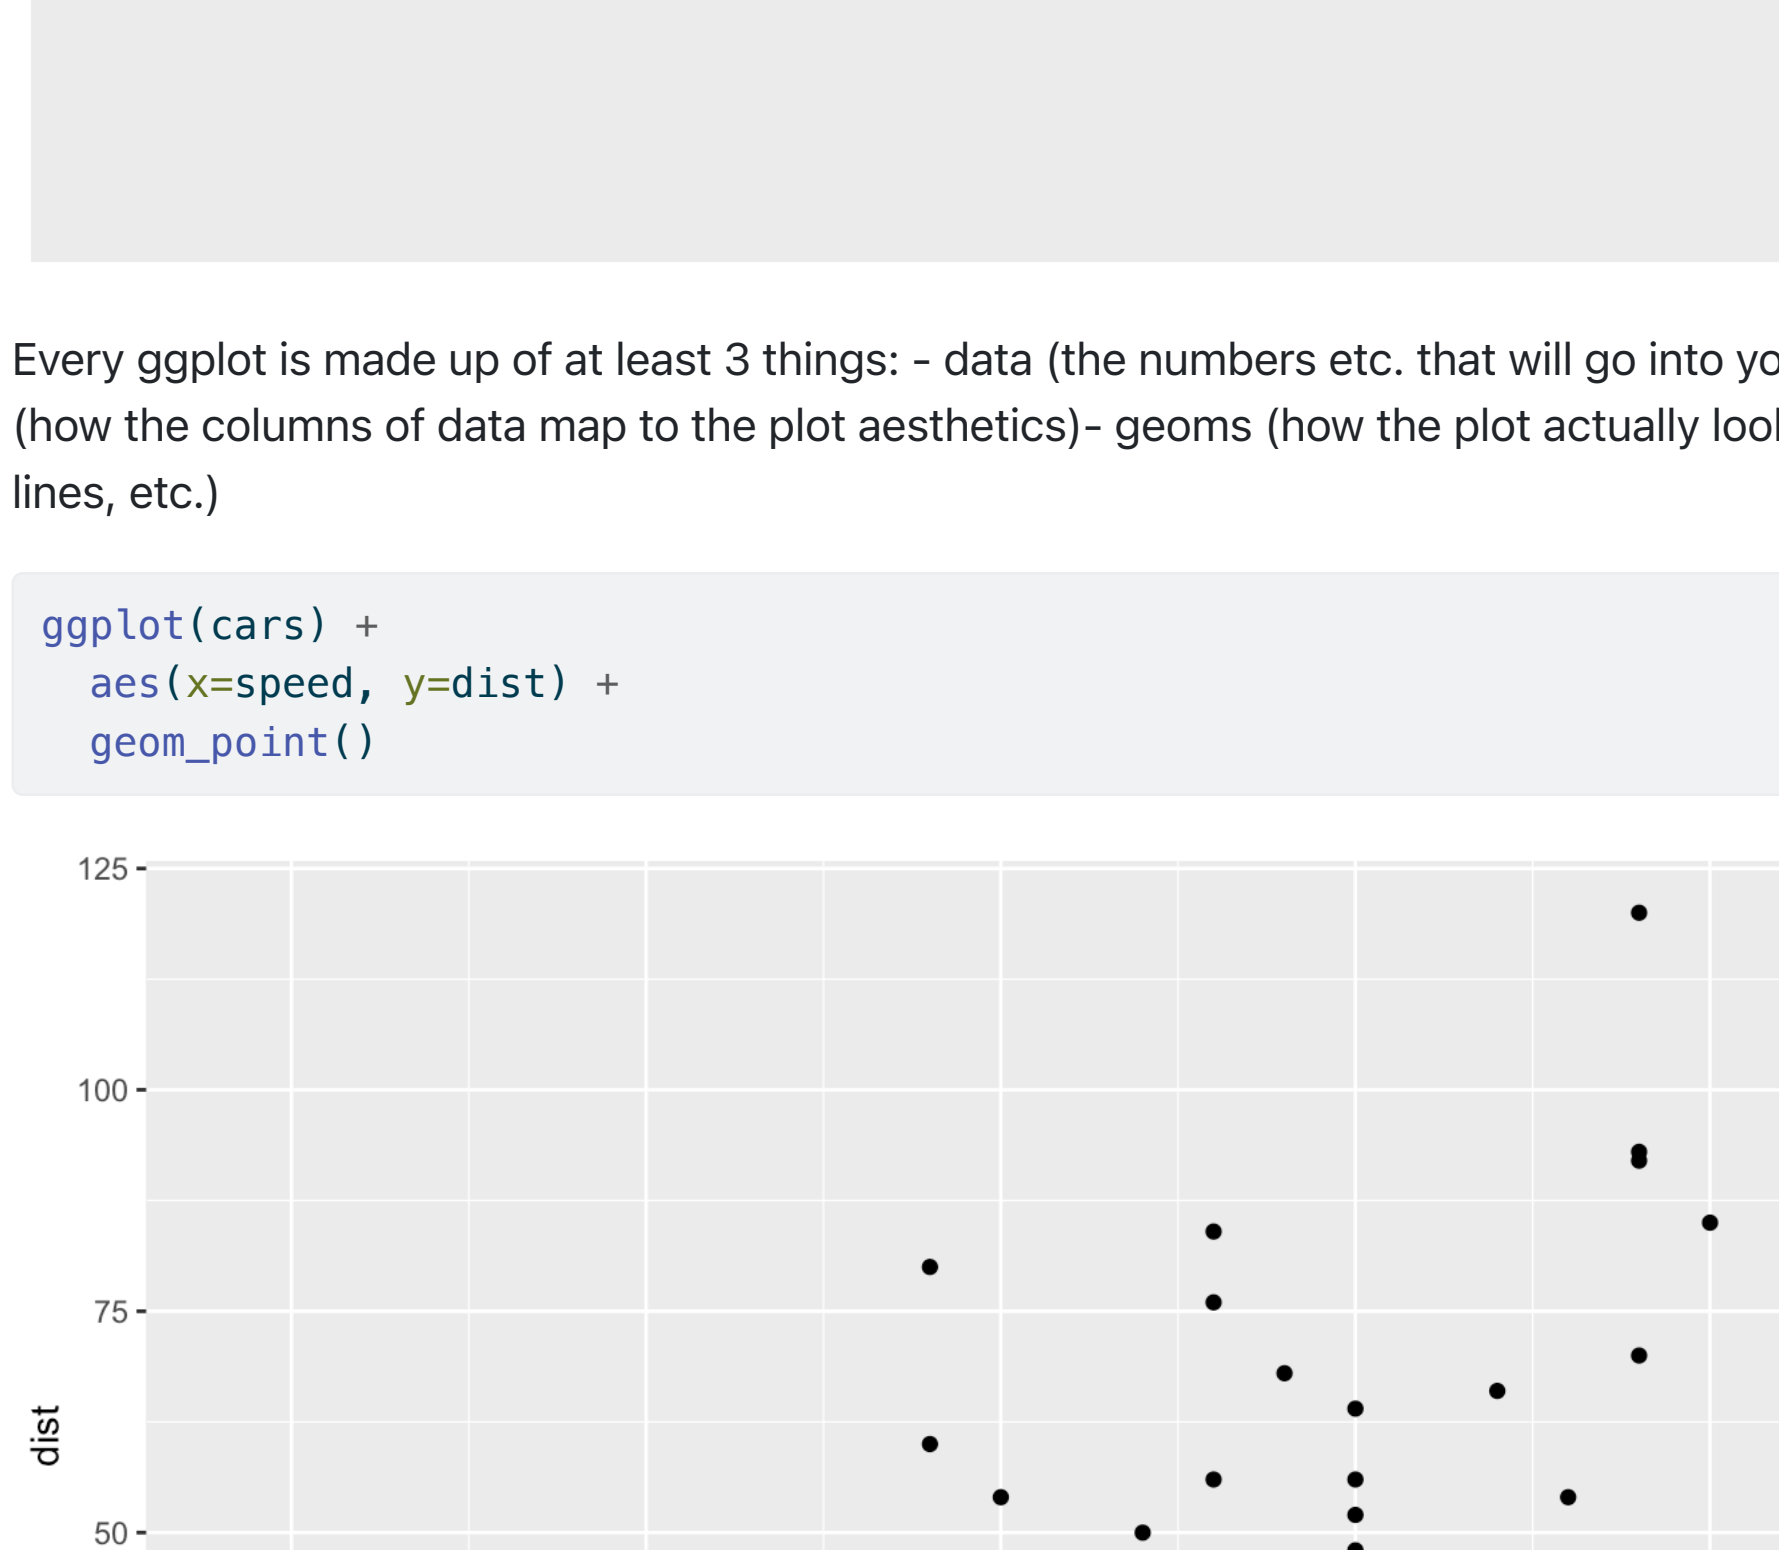 Every ggplot is made up of at least 3 things: - data (the numbers etc. that will go into yo
(how the columns of data map to the plot aesthetics)- geoms (how the plot actually look
lines, etc.)
ggplot(cars) +
  aes(x=speed, y=dist) +
  geom_point()
125
100
75
dist
50